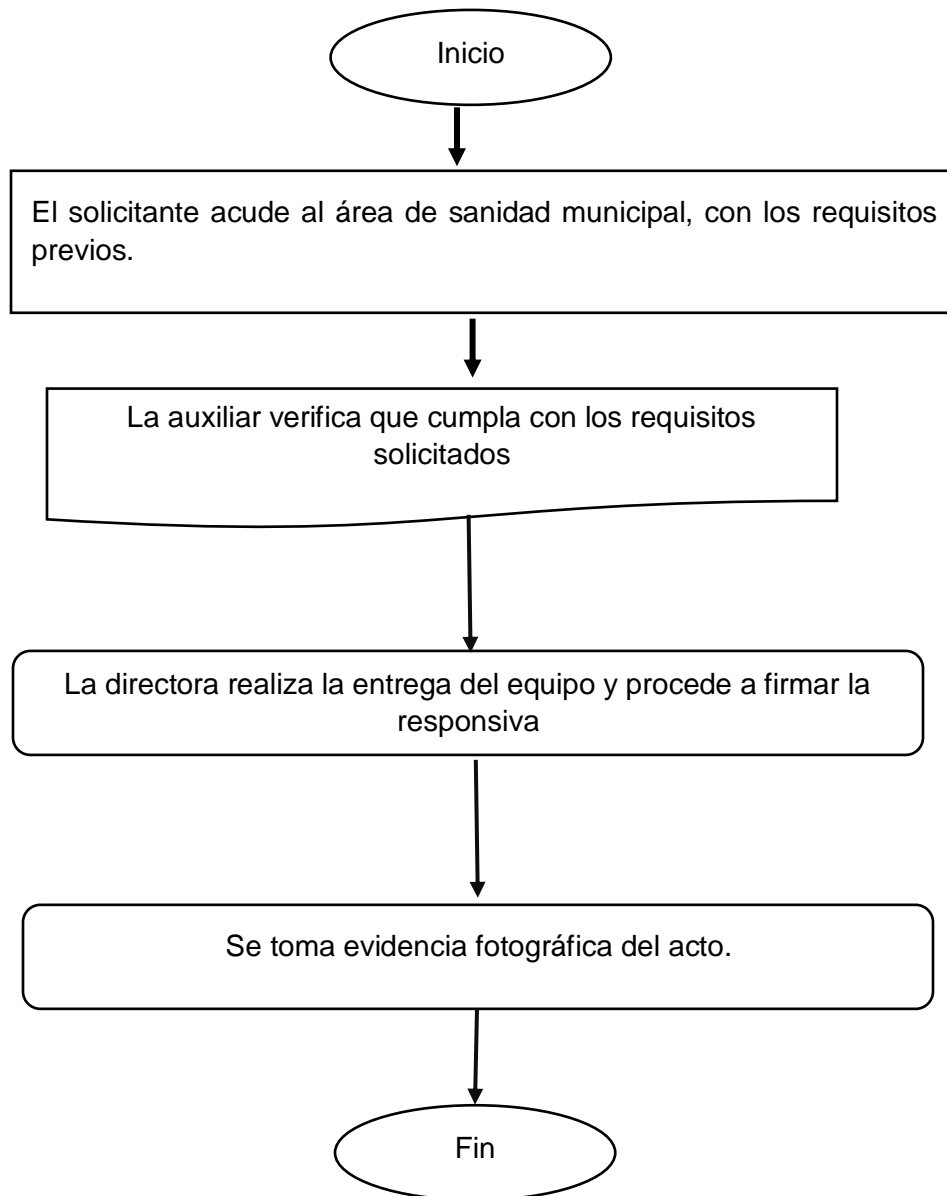 Inicio
El solicitante acude al área de sanidad municipal, con los requisitos
previos.
La auxiliar verifica que cumpla con los requisitos
solicitados
La directora realiza la entrega del equipo y procede a firmar la
responsiva
Se toma evidencia fotográfica del acto.
Fin